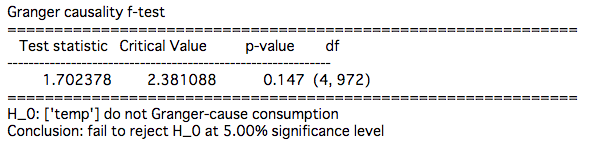 Granger causality f-test
==============================================================
Test statistic Critical Value p-value df
--------------------------------------------------------------
1.702378 2.381088 0.147 (4, 972)
==============================================================
H_0: ['temp'] do not Granger-cause consumption
Conclusion: fail to reject H_0 at 5.00% significance level